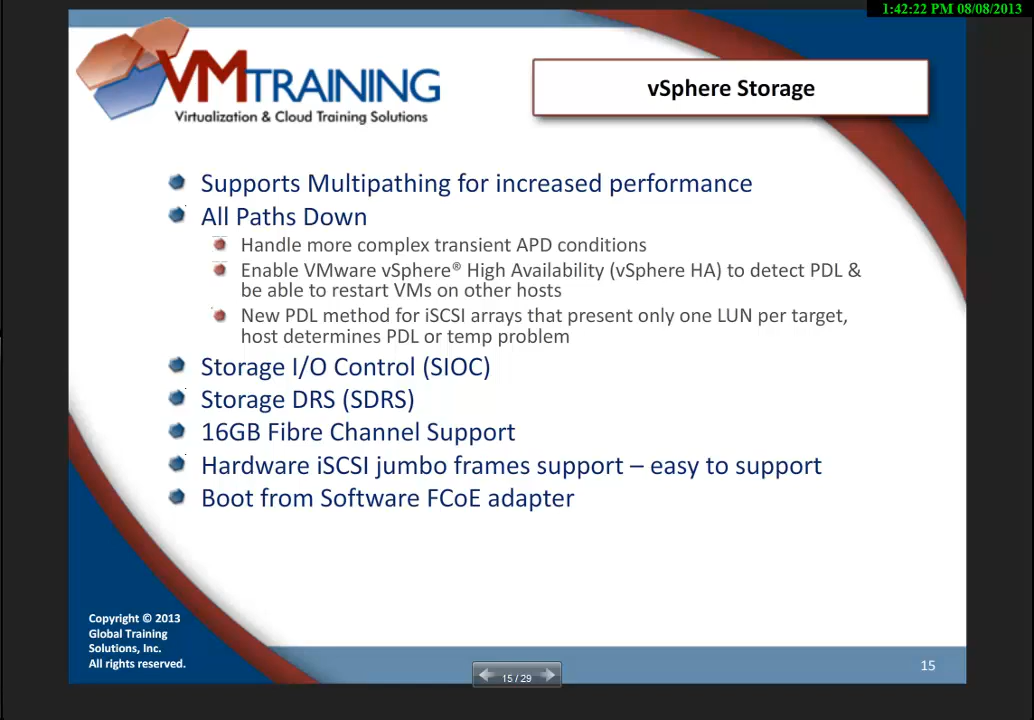 1:42:22 PM 08/08/2013
VMTRAINING
Virtualization & Cloud Training Solutions
vSphere Storage
Supports Multipathing for increased performance
All Paths Down
Handle more complex transient APD conditions
Enable VMware vSphere® High Availability (vSphere HA) to detect PDL &
be able to restart VMs on other hosts
New PDL method for iSCSI arrays that present only one LUN per target,
host determines PDL or temp problem
Storage I/O Control (SIOC)
Storage DRS (SDRS)
16GB Fibre Channel Support
Hardware iSCSI jumbo frames support – easy to support
Boot from Software FCoE adapter
Copyright © 2013
Global Training
Solutions, Inc.
All rights reserved.
15 / 29
15